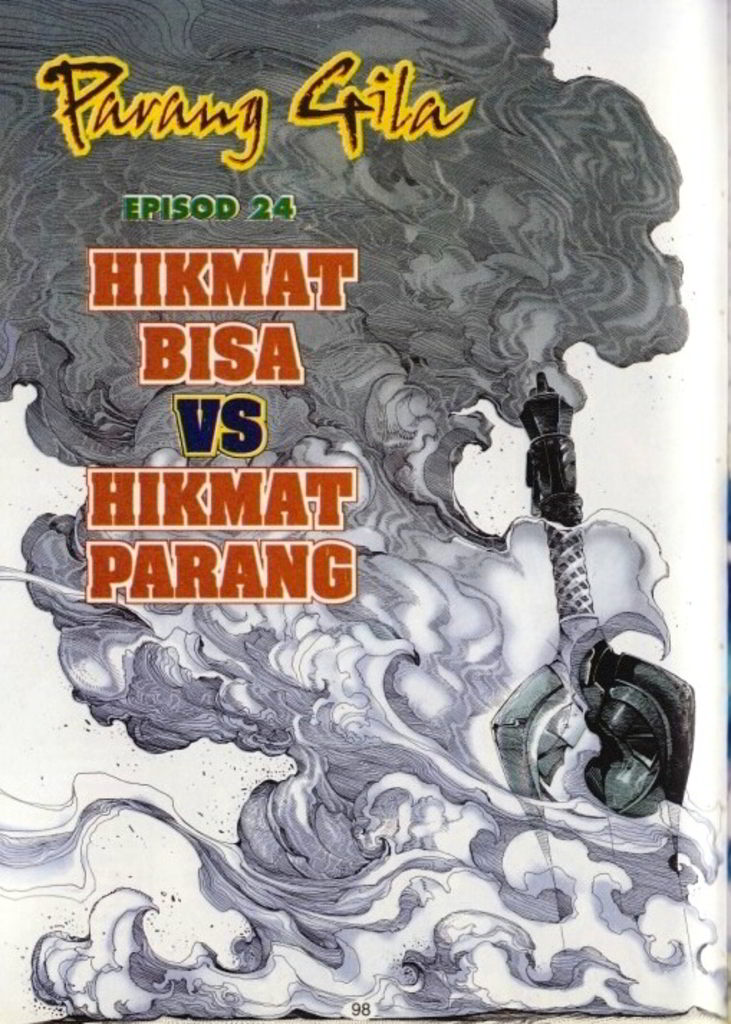 Parang Gila
EPISOD 24
HIKMAT
BISA
VS
HIKMAT
PARANG
98